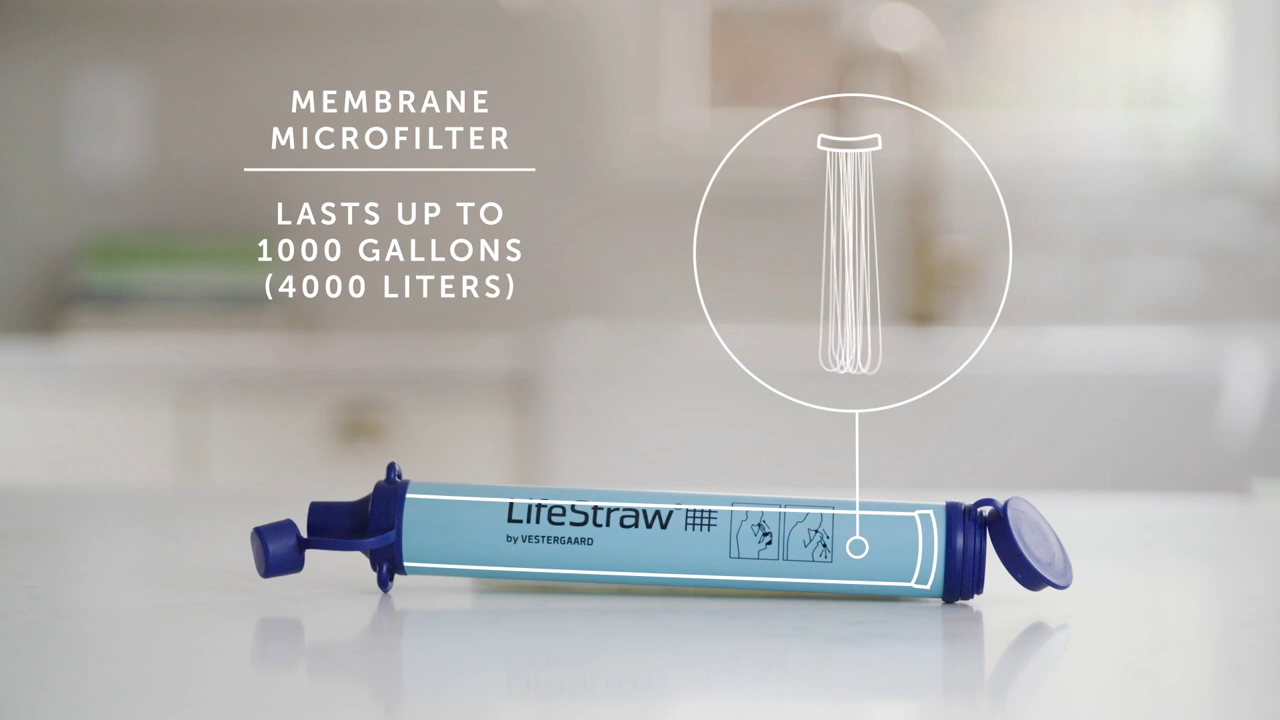 MEMBRANE
MICROFILTER
LASTS UP TO
1000 GALLONS
(4000 LITERS)
LifeStraw®
by VESTERGAARD